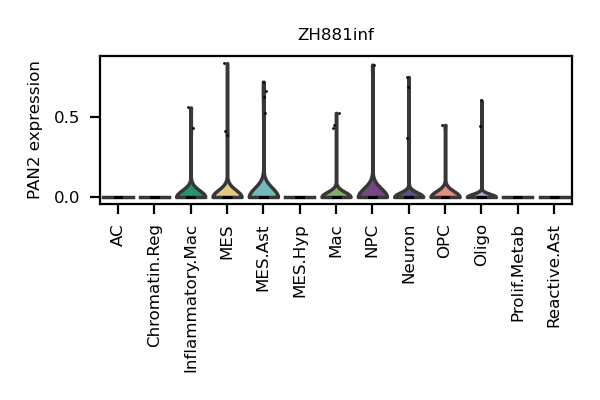 ZH881inf
PAN2 expression
0.5
0.0
AC
Chromatin.Reg
Inflammatory.Mac
MES
MES.Ast
MES.Hyp
Mac
NPC
Neuron
OPC
Oligo
Prolif.Metab
Reactive.Ast